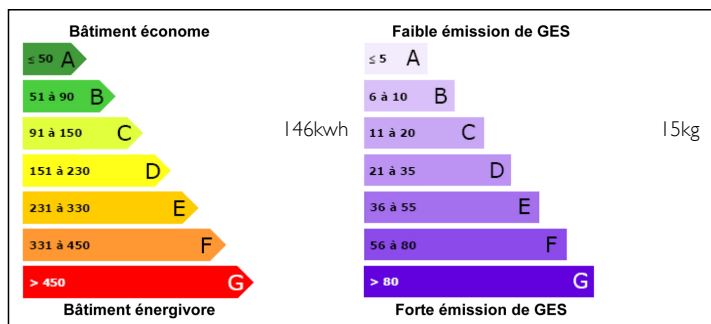 Bâtiment économe
≤ 50 A
51 à 90 B
91 à 150 C
151 à 230 D
231 à 330 E
331 à 450 F
> 450 G
Bâtiment énergivore
146kwh
Faible émission de GES
≤ 5 A
6 à 10 B
11 à 20 C
21 à 35 D
36 à 55 E
56 à 80 F
> 80 G
Forte émission de GES
15kg